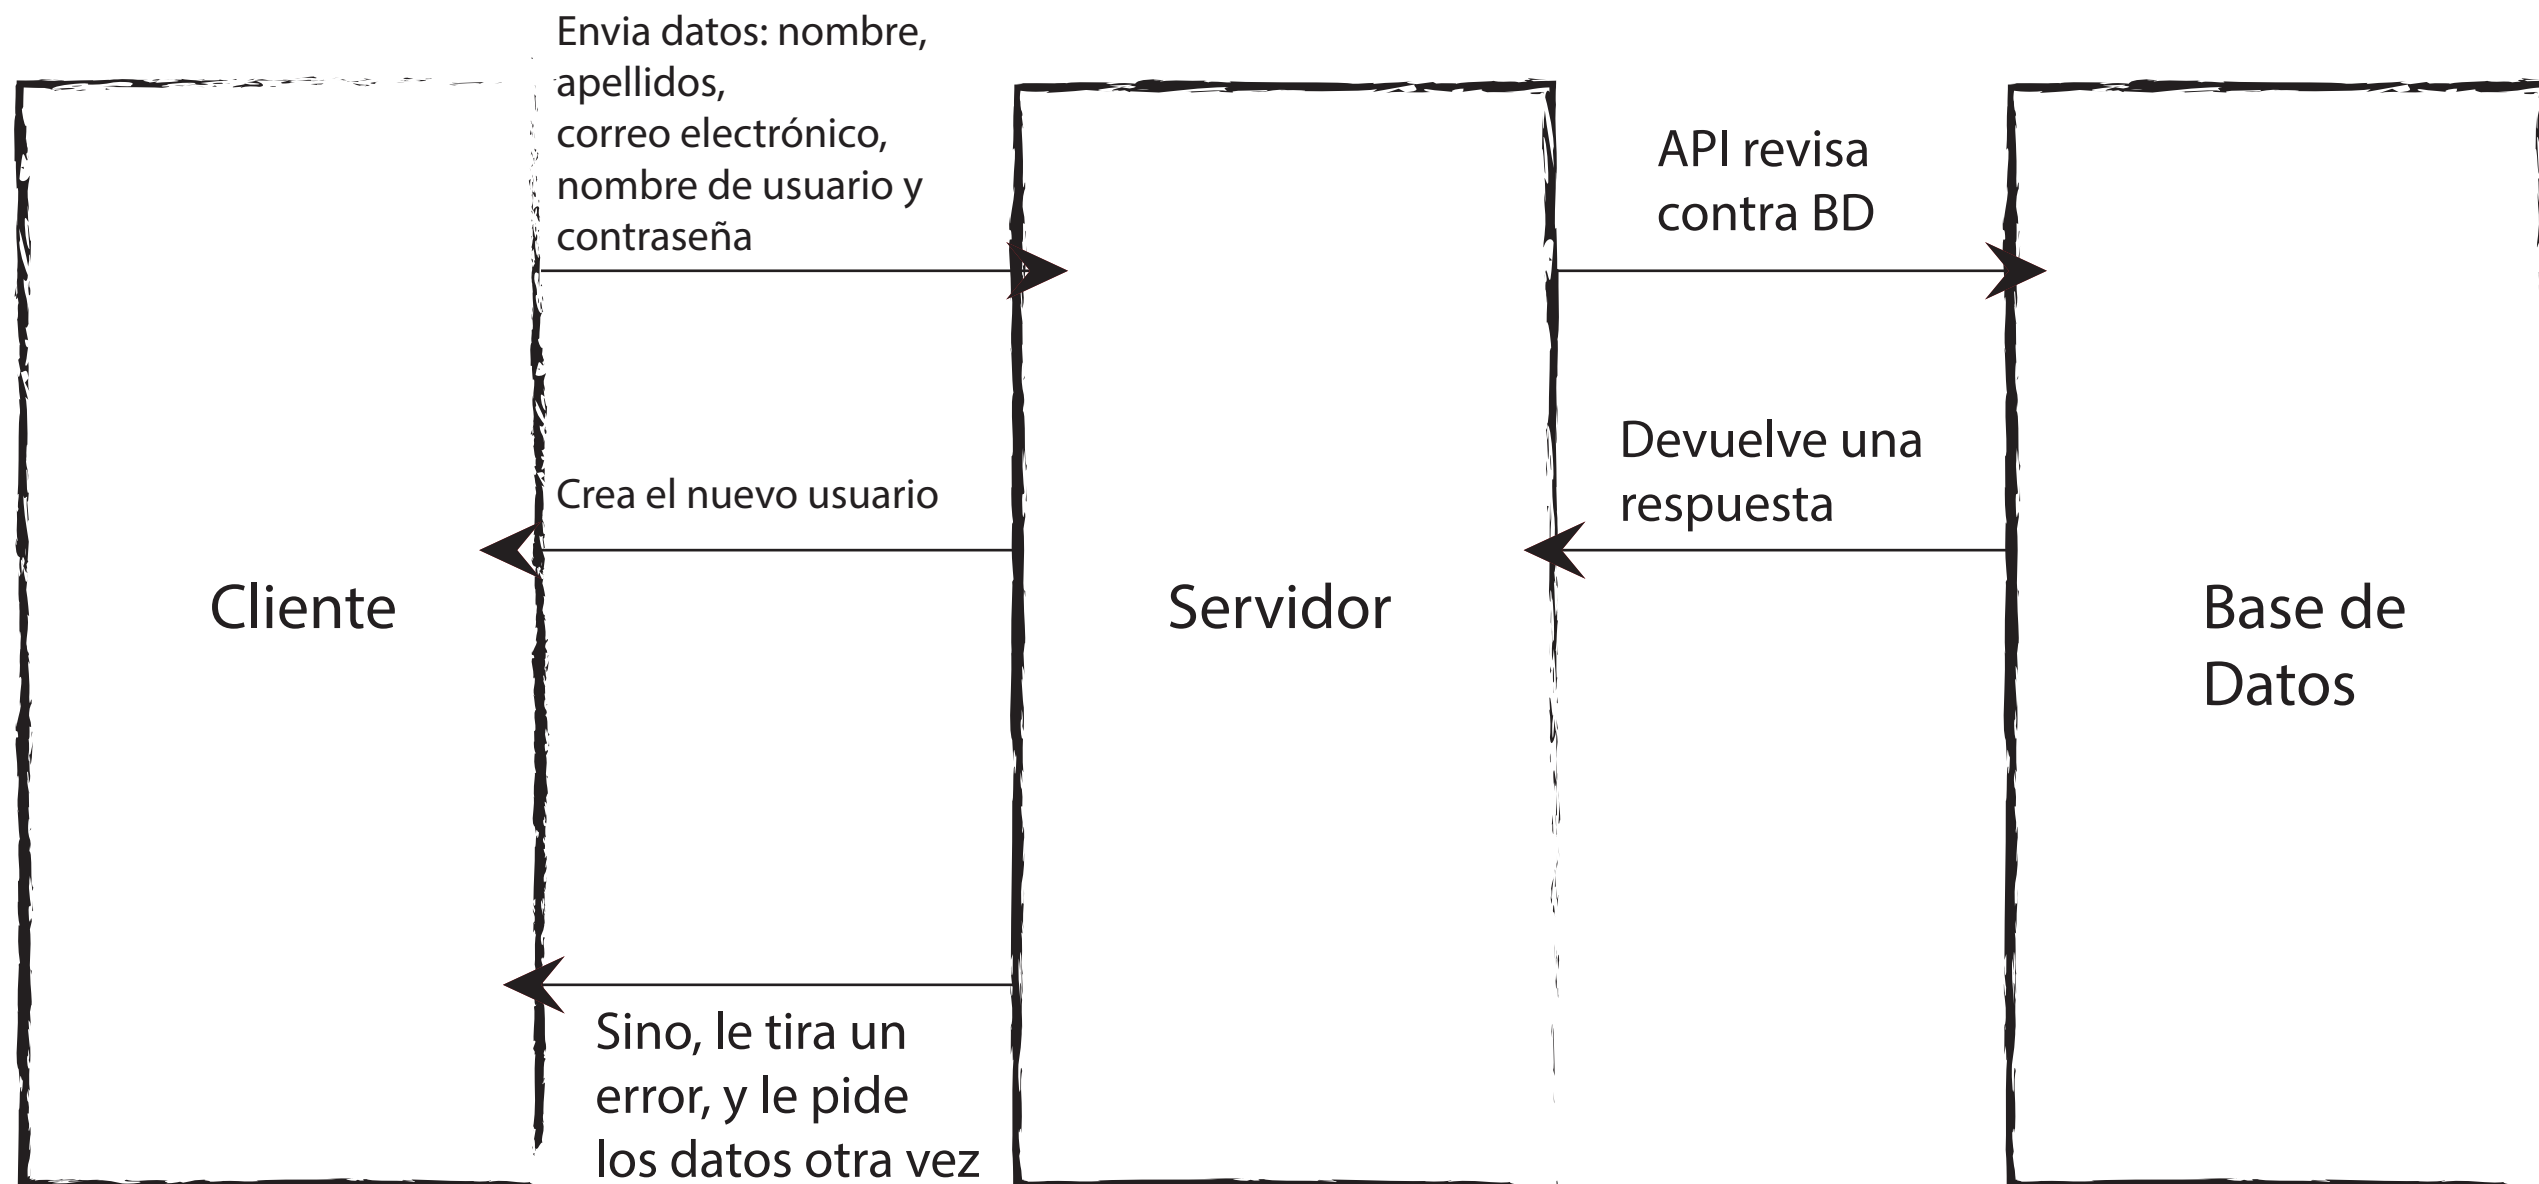 Envia datos: nombre,
apellidos,
correo electrónico,
nombre de usuario y
contraseña
API revisa
contra BD
Crea el nuevo usuario
Devuelve una
respuesta
Cliente
Servidor
Base de
Datos
Sino, le tira un
error, y le pide
los datos otra vez